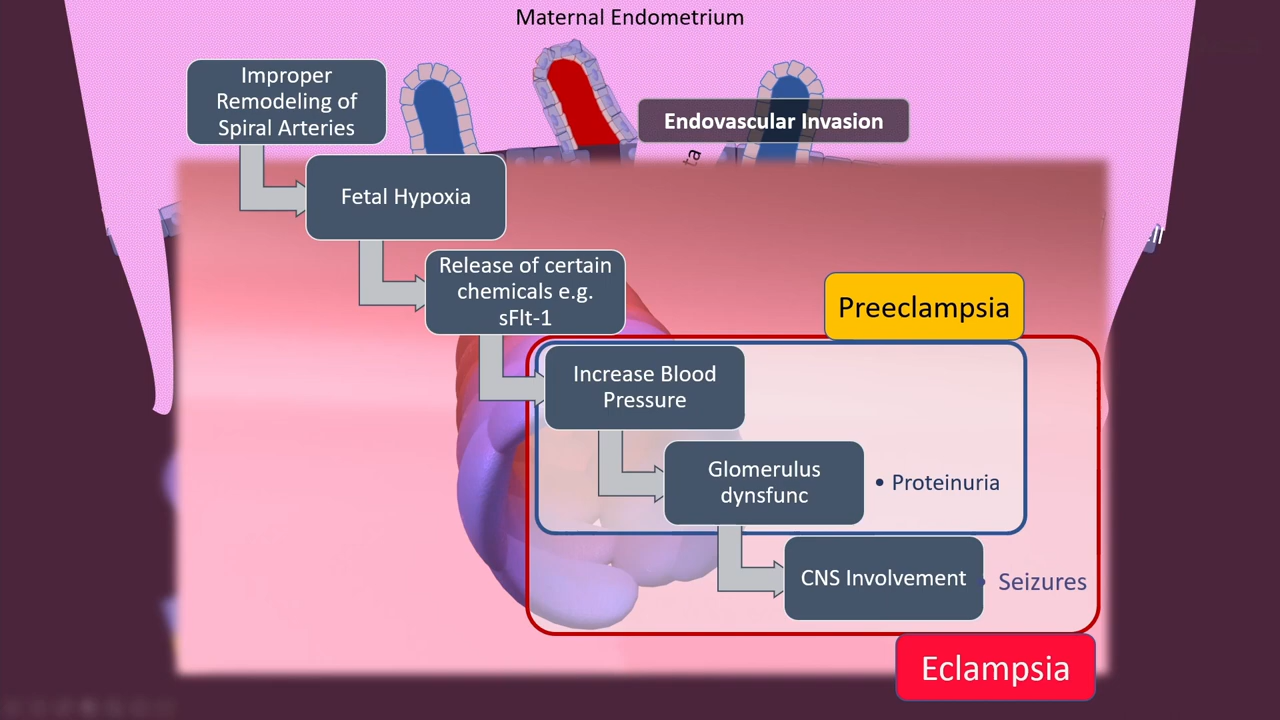 Maternal Endometrium
Improper
Remodeling of
Spiral Arteries
Endovascular Invasion
Fetal Hypoxia
Release of certain
chemicals e.g.
sFlt-1
Preeclampsia
Increase Blood
Pressure
Glomerulus
dynsfunc
• Proteinuria
CNS Involvement
• Seizures
Eclampsia